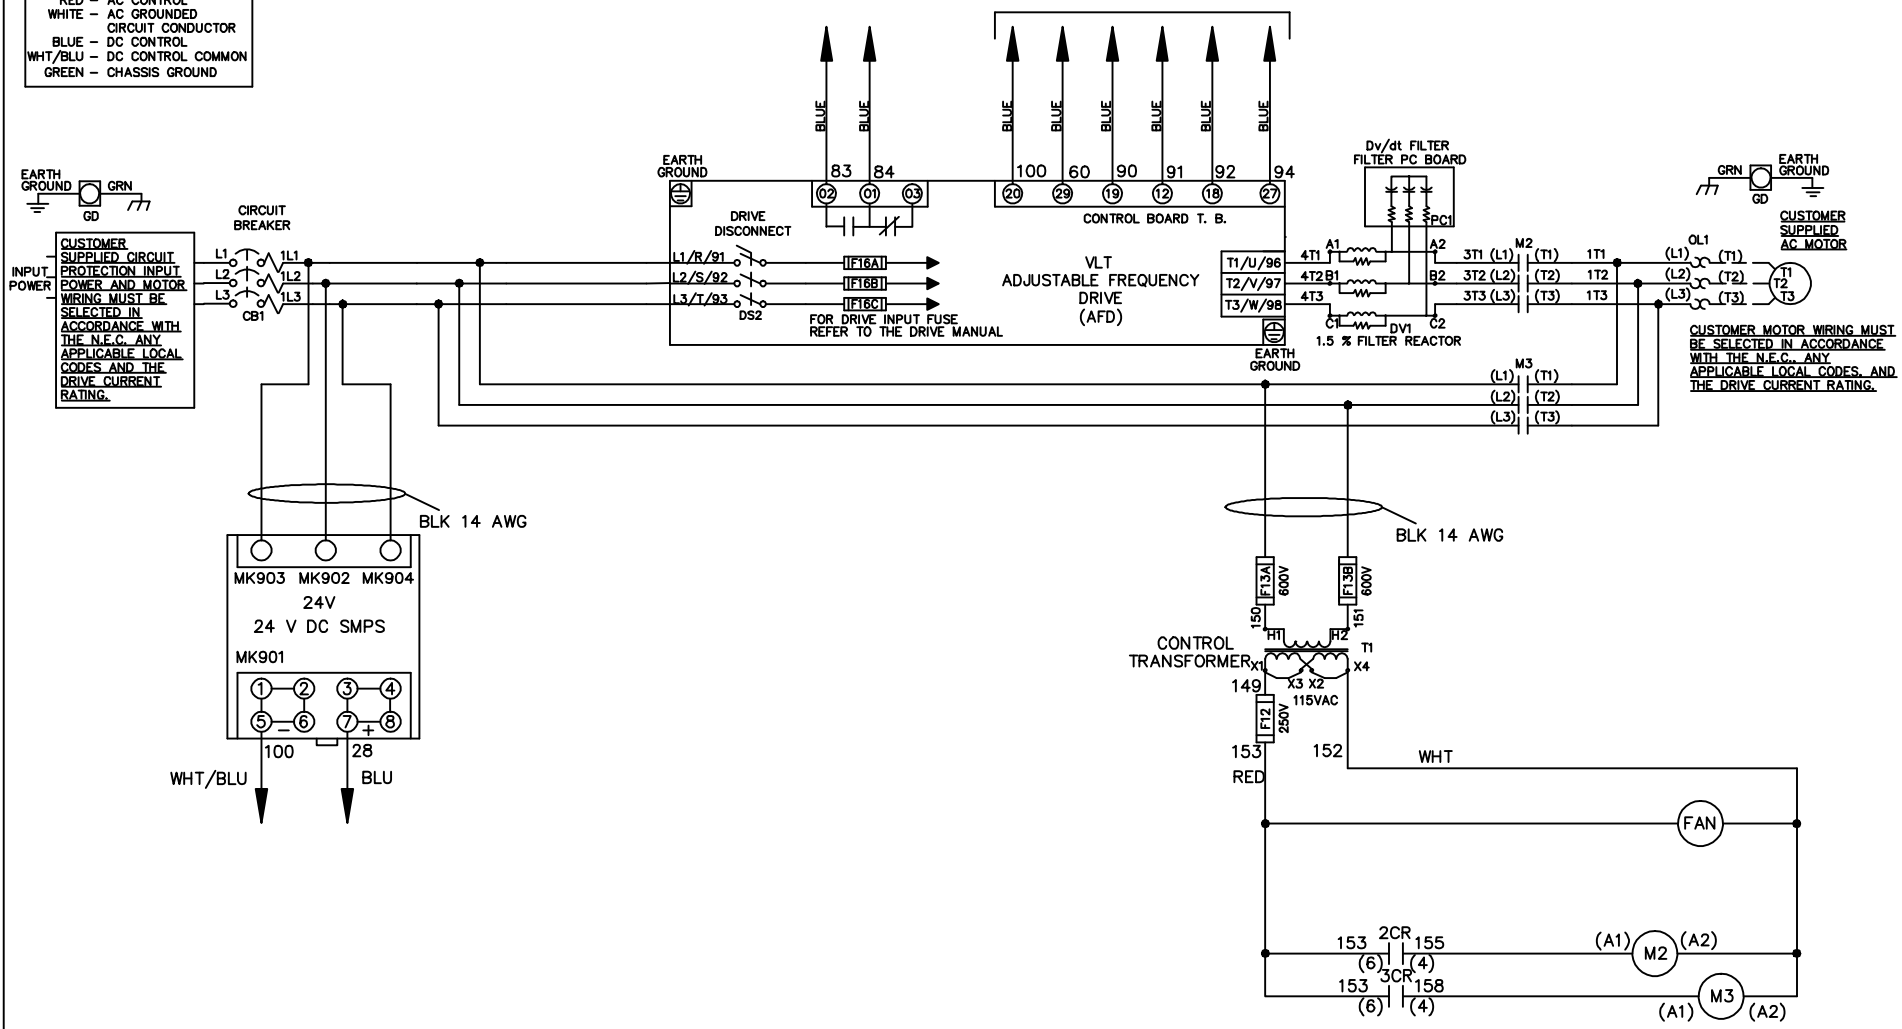 RED – AC CONTROL
WHITE – AC GROUNDED
CIRCUIT CONDUCTOR
BLUE – DC CONTROL
WHT/BLU – DC CONTROL COMMON
GREEN – CHASSIS GROUND
BLUE
BLUE
BLUE
BLUE
BLUE
BLUE
BLUE
BLUE
EARTH
GROUND
GRN
GD
CIRCUIT
BREAKER
INPUT
POWER
CUSTOMER
SUPPLIED CIRCUIT
PROTECTION INPUT
POWER AND MOTOR
WIRING MUST BE
SELECTED IN
ACCORDANCE WITH
THE N.E.C. ANY
APPLICABLE LOCAL
CODES AND THE
DRIVE CURRENT
RATING.
L1
L2
L3
1L1
1L2
1L3
CB1
EARTH
GROUND
83 84
02 01 03
100 60 90 91 92 94
20 29 19 12 18 27
CONTROL BOARD T. B.
DRIVE
DISCONNECT
L1/R/91
L2/S/92
L3/T/93
DS2
F16A
F16B
F16C
FOR DRIVE INPUT FUSE
REFER TO THE DRIVE MANUAL
VLT
ADJUSTABLE FREQUENCY
DRIVE
(AFD)
T1/U/96
T2/V/97
T3/W/98
EARTH
GROUND
4T1
4T2
4T3
A1
B1
C1
A2
B2
C2
DV1
1.5 % FILTER REACTOR
Dv/dt FILTER
FILTER PC BOARD
PC1
M2
3T1 (L1) (T1) 1T1
3T2 (L2) (T2) 1T2
3T3 (L3) (T3) 1T3
OL1
(L1) (T1)
(L2) (T2)
(L3) (T3)
T1
T2
T3
GRN
GD
EARTH
GROUND
CUSTOMER
SUPPLIED
AC MOTOR
CUSTOMER MOTOR WIRING MUST
BE SELECTED IN ACCORDANCE
WITH THE N.E.C., ANY
APPLICABLE LOCAL CODES, AND
THE DRIVE CURRENT RATING.
M3
(L1) (T1)
(L2) (T2)
(L3) (T3)
BLK 14 AWG
MK903 MK902 MK904
24V
24 V DC SMPS
MK901
1 2 3 4
5 6 7 8
– +
100 28
WHT/BLU BLU
BLK 14 AWG
F13A
600V
F13B
600V
150
151
H1 H2
T1
CONTROL
TRANSFORMER
X1 X4
X3 X2
115VAC
149
F12
250V
153
152
RED
WHT
FAN
2CR
153 155
(6) (4)
(A1) M2 (A2)
3CR
153 158
(6) (4)
(A1) M3 (A2)